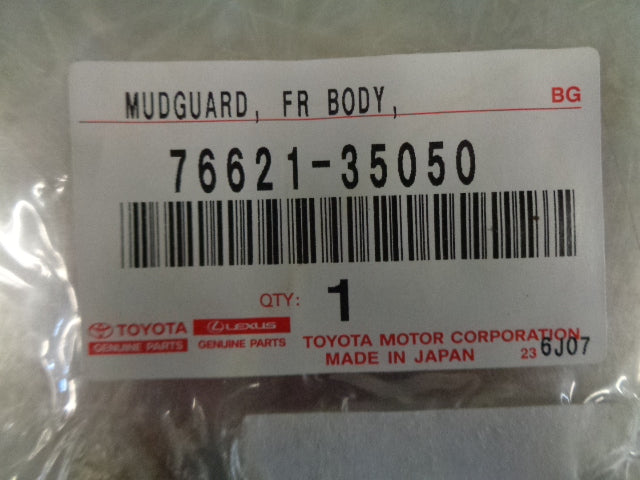 MUDGUARD, FR BODY,
BG
76621-35050
QTY: 1
TOYOTA
GENUINE PARTS
LEXUS
GENUINE PARTS
TOYOTA MOTOR CORPORATION
MADE IN JAPAN
23 6J07